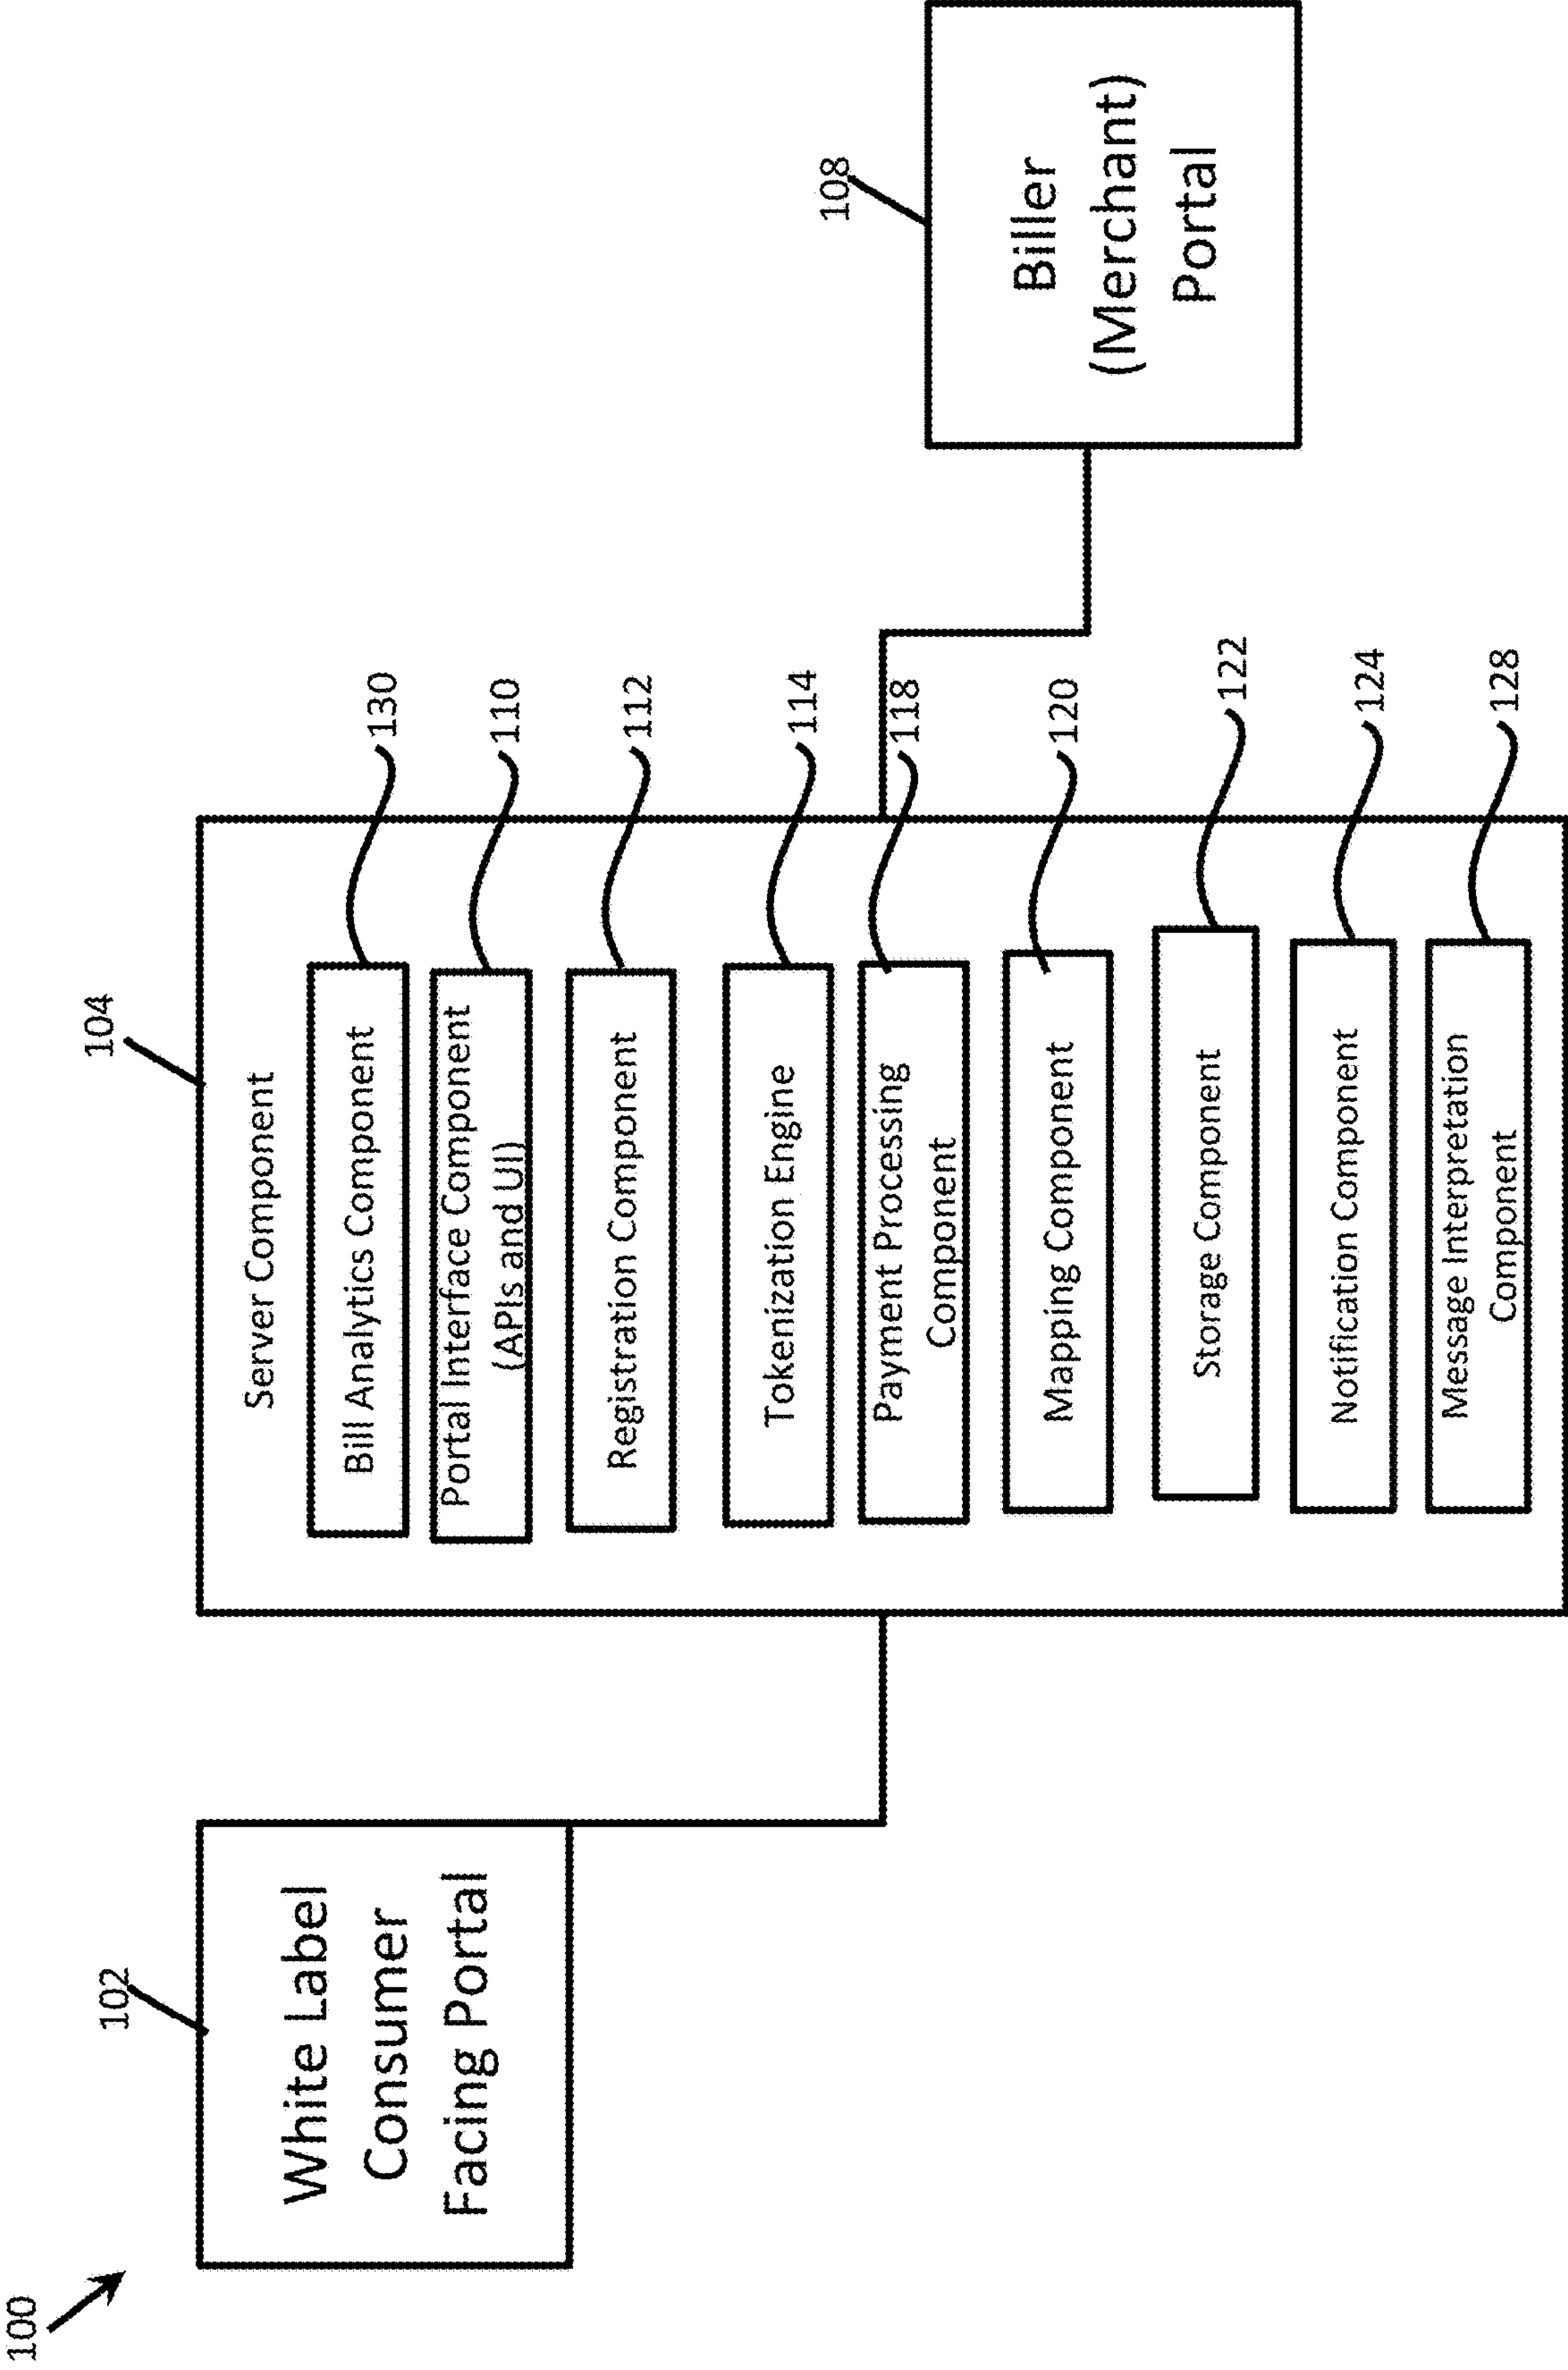 100
102
White Label
Consumer
Facing Portal
104
Server Component
Bill Analytics Component
130
Portal Interface Component
(APIs and UI)
110
Registration Component
112
Tokenization Engine
114
Payment Processing
Component
118
Mapping Component
120
Storage Component
122
Notification Component
124
Message Interpretation
Component
128
108
Biller
(Merchant)
Portal